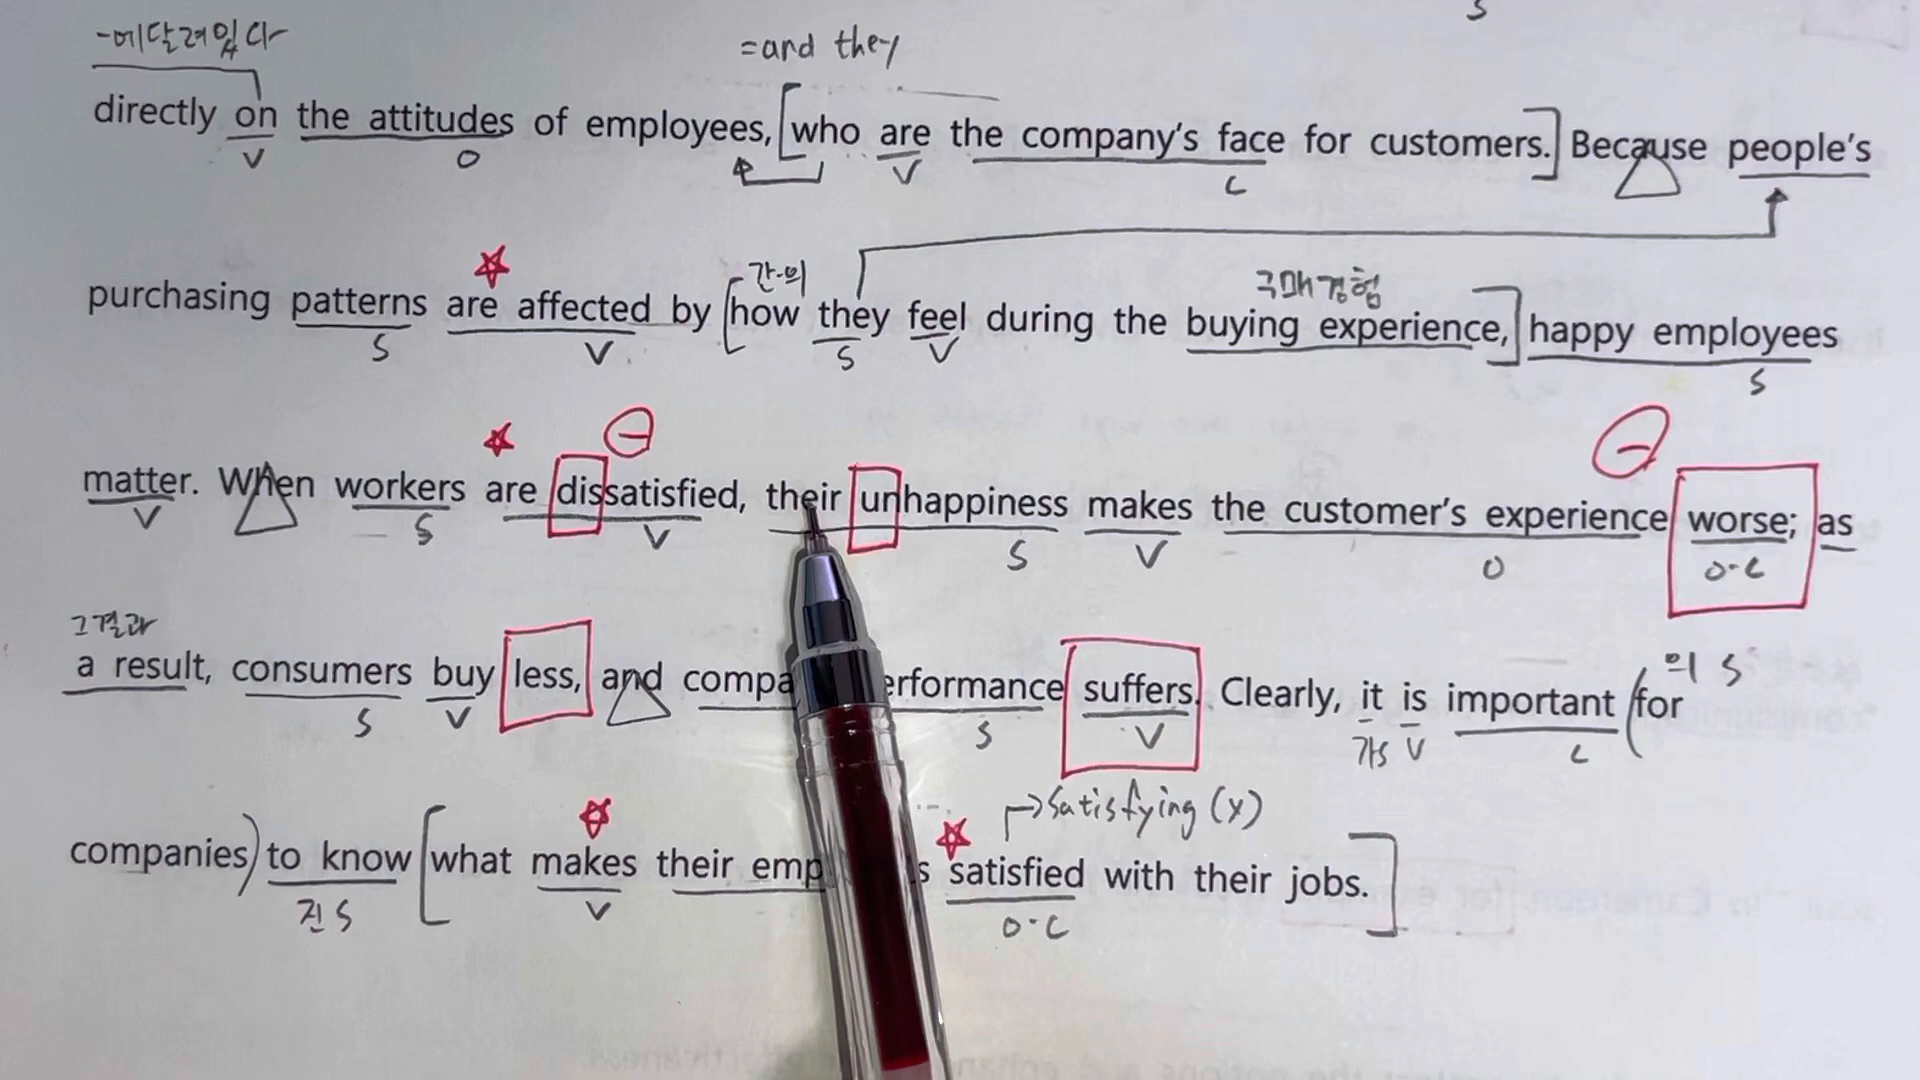 S
-에달려있다
=and they
directly on the attitudes of employees, [who are the company's face for customers.] Because people's
V O V C
간·의 구매경험
purchasing patterns are affected by [how they feel during the buying experience,] happy employees
S V S V S
matter. When workers are dissatisfied, their unhappiness makes the customer's experience worse; as
V S V S V O O·C
그결과 의 S
a result, consumers buy less, and compa erformance suffers. Clearly, it is important (for
S V S V 가S V C
→satisfying (x)
companies) to know [what makes their emp s satisfied with their jobs.]
진S V O·C